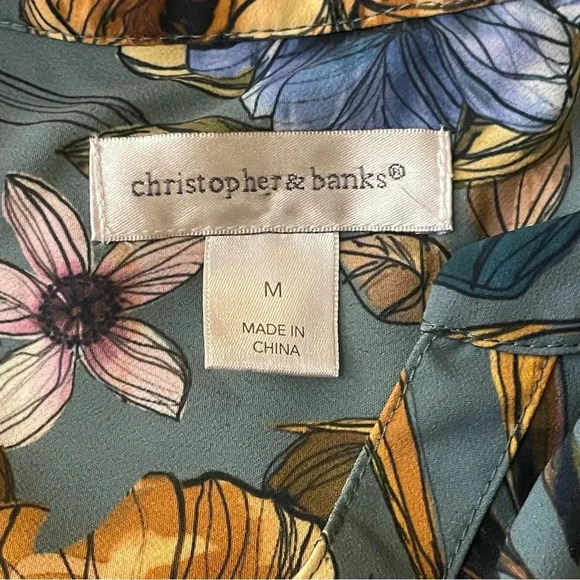 christopher & banks®
M
MADE IN
CHINA